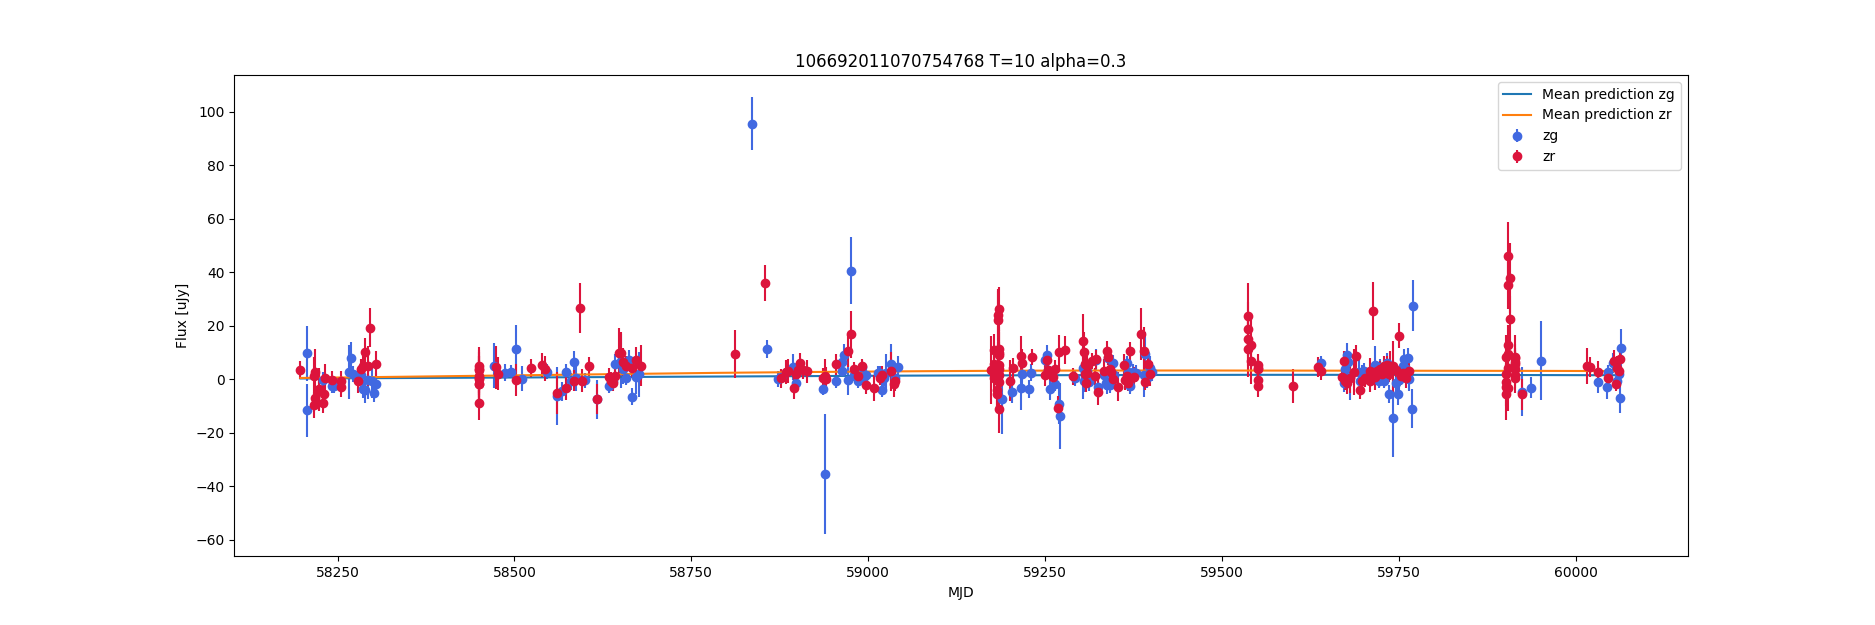 106692011070754768 T=10 alpha=0.3
Mean prediction zg
Mean prediction zr
zg
zr
Flux [uJy]
100
80
60
40
20
0
−20
−40
−60
58250
58500
58750
59000
59250
59500
59750
60000
MJD